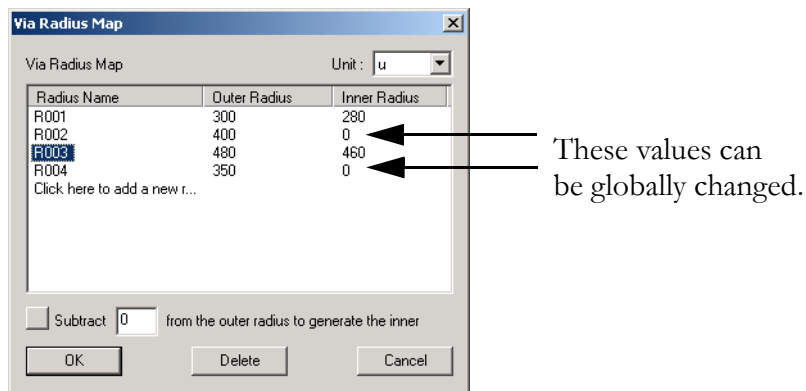 Via Radius Map
Via Radius Map Unit: u
Radius Name Outer Radius Inner Radius
R001 300 280
R002 400 0
R003 480 460
R004 350 0
Click here to add a new r...
These values can
be globally changed.
Subtract 0 from the outer radius to generate the inner
OK Delete Cancel